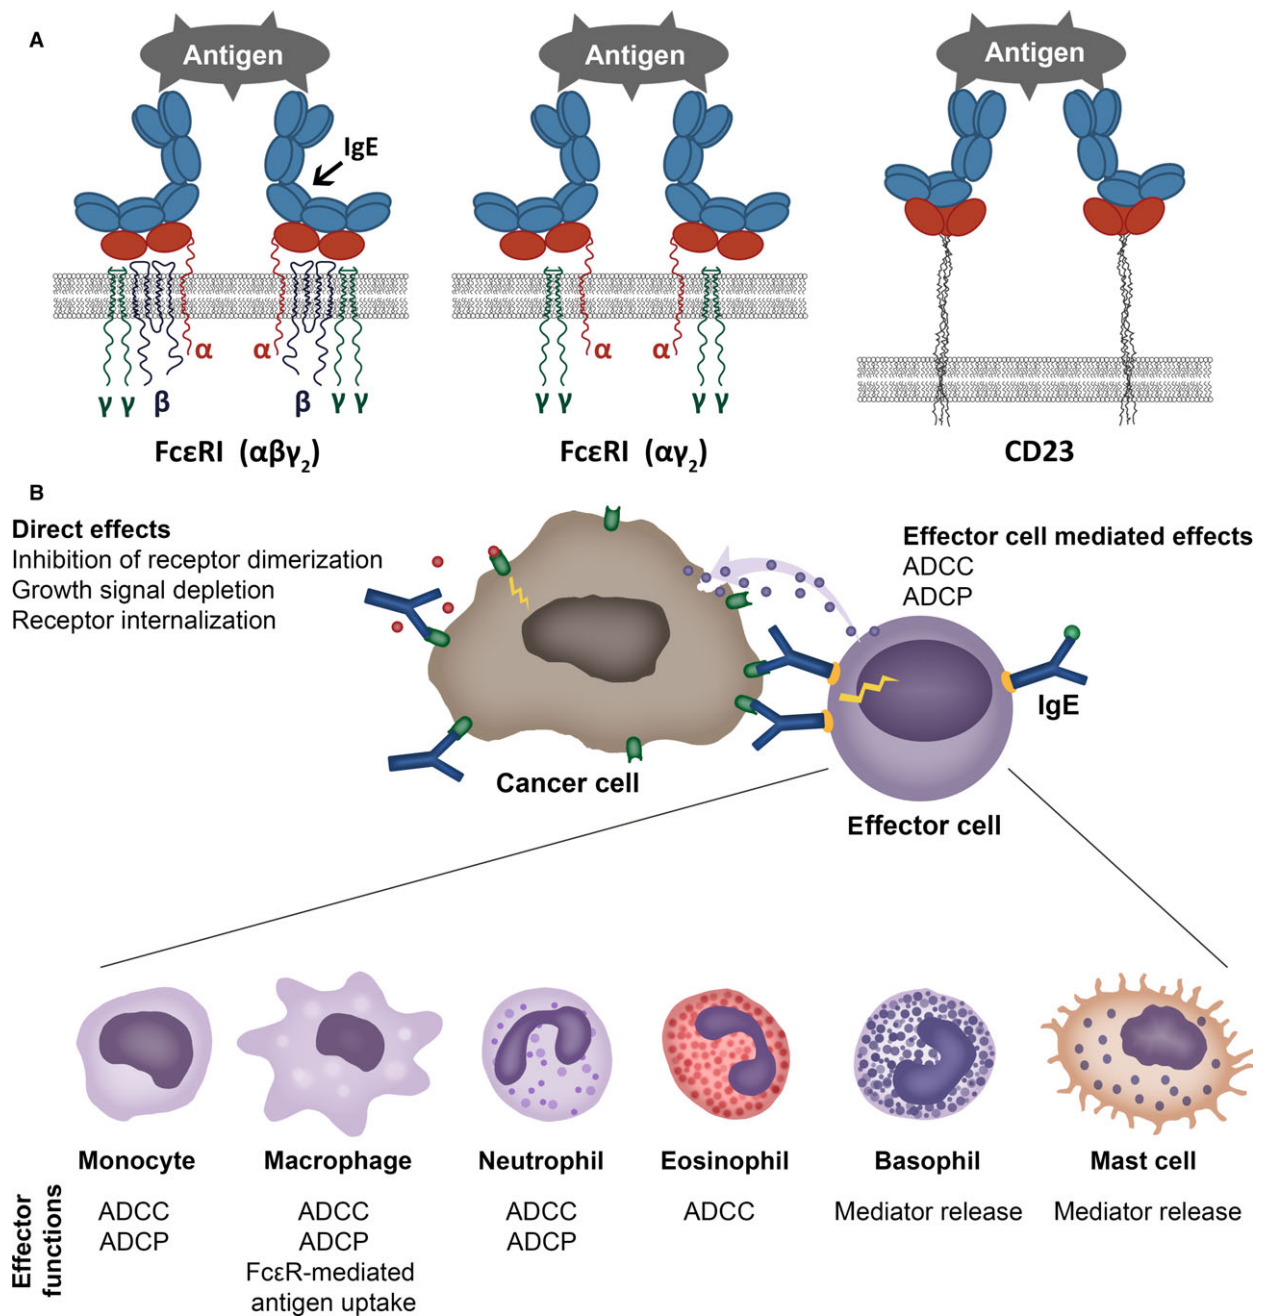 A
Antigen
Antigen
Antigen
IgE
α
α
α
α
γ γ
β
β
γ γ
γ γ
γ γ
FcεRI (αβγ₂)
FcεRI (αγ₂)
CD23
B
Direct effects
Inhibition of receptor dimerization
Growth signal depletion
Receptor internalization
Effector cell mediated effects
ADCC
ADCP
IgE
Cancer cell
Effector cell
Monocyte
Macrophage
Neutrophil
Eosinophil
Basophil
Mast cell
Effector
functions
ADCC
ADCP
ADCC
ADCP
FcεR-mediated
antigen uptake
ADCC
ADCP
ADCC
Mediator release
Mediator release